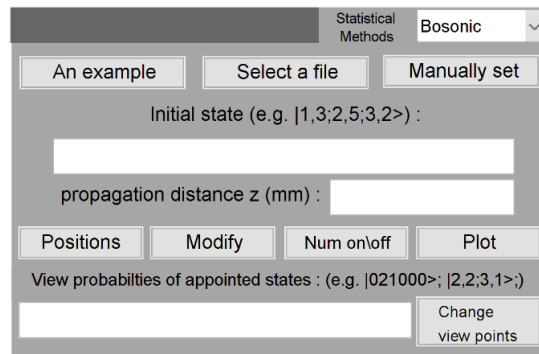 Statistical
Methods
Bosonic
An example
Select a file
Manually set
Initial state (e.g. |1,3;2,5;3,2>) :
propagation distance z (mm) :
Positions
Modify
Num on\off
Plot
View probabilties of appointed states : (e.g. |021000>; |2,2;3,1>;)
Change
view points